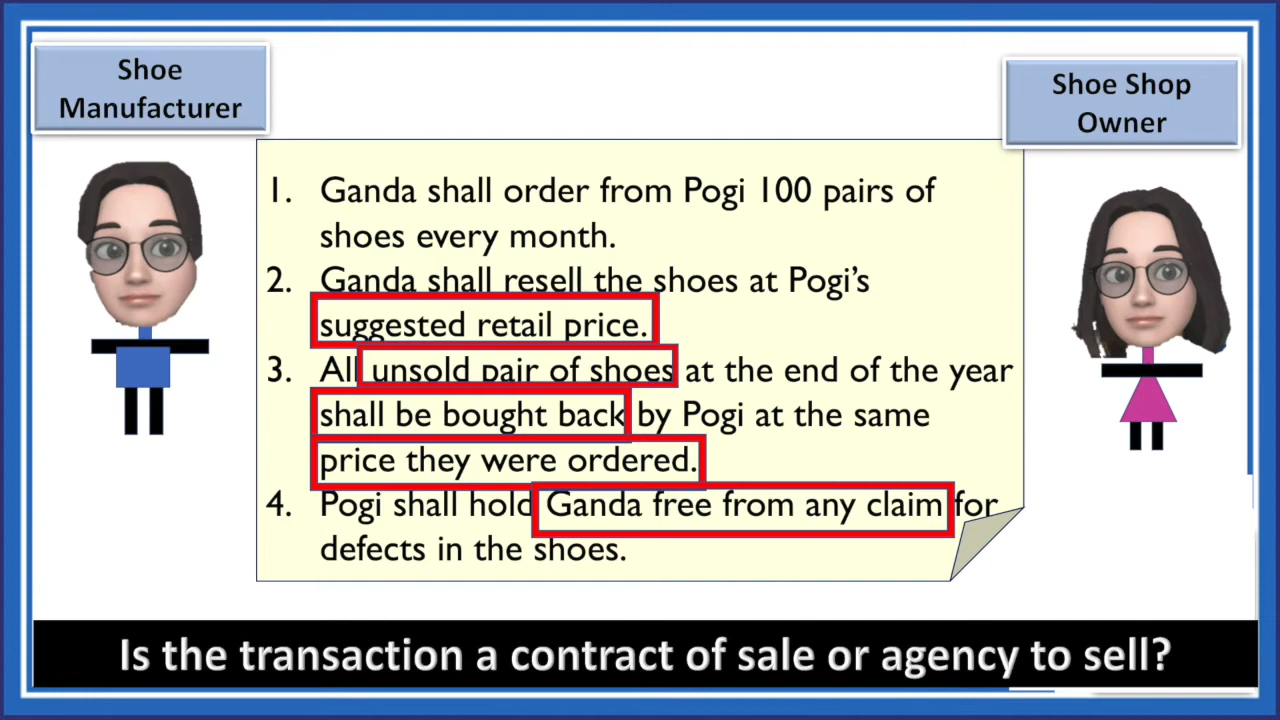 Shoe
Manufacturer
Shoe Shop
Owner
1. Ganda shall order from Pogi 100 pairs of
shoes every month.
2. Ganda shall resell the shoes at Pogi's
suggested retail price.
3. All unsold pair of shoes at the end of the year
shall be bought back by Pogi at the same
price they were ordered.
4. Pogi shall hold Ganda free from any claim for
defects in the shoes.
Is the transaction a contract of sale or agency to sell?